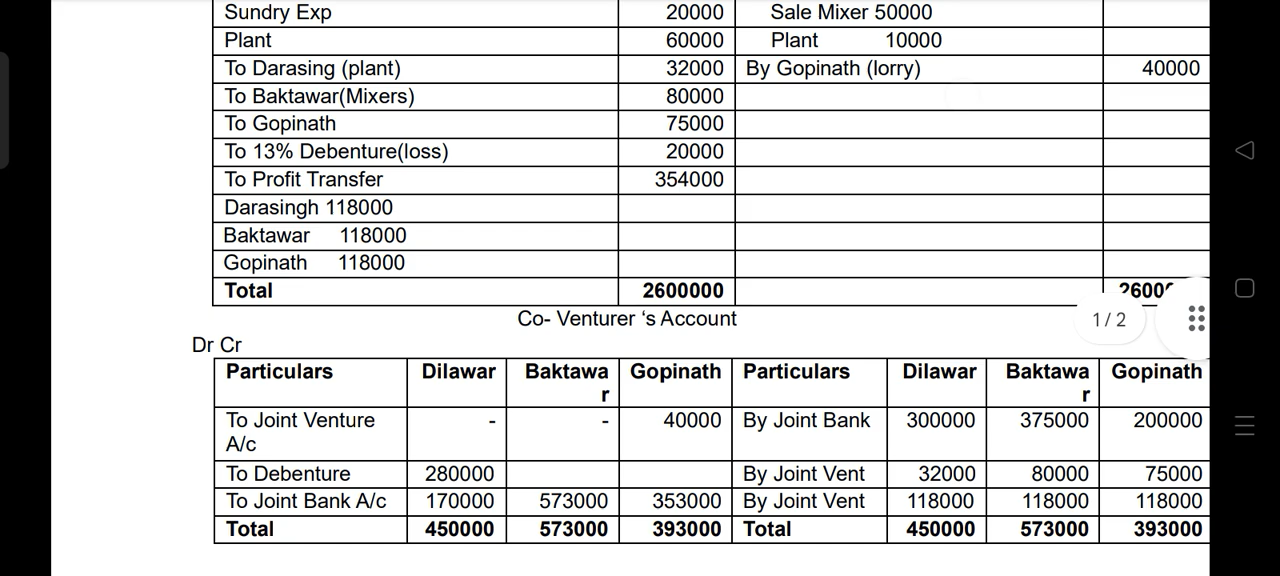 Sundry Exp 20000 Sale Mixer 50000
Plant 60000 Plant 10000
To Darasing (plant) 32000 By Gopinath (lorry) 40000
To Baktawar(Mixers) 80000
To Gopinath 75000
To 13% Debenture(loss) 20000
To Profit Transfer 354000
Darasingh 118000
Baktawar 118000
Gopinath 118000
Total 2600000 2600
Co- Venturer ‘s Account
1/2
Dr Cr
Particulars Dilawar Baktawa Gopinath Particulars Dilawar Baktawa Gopinath
r r
To Joint Venture - - 40000 By Joint Bank 300000 375000 200000
A/c
To Debenture 280000 By Joint Vent 32000 80000 75000
To Joint Bank A/c 170000 573000 353000 By Joint Vent 118000 118000 118000
Total 450000 573000 393000 Total 450000 573000 393000